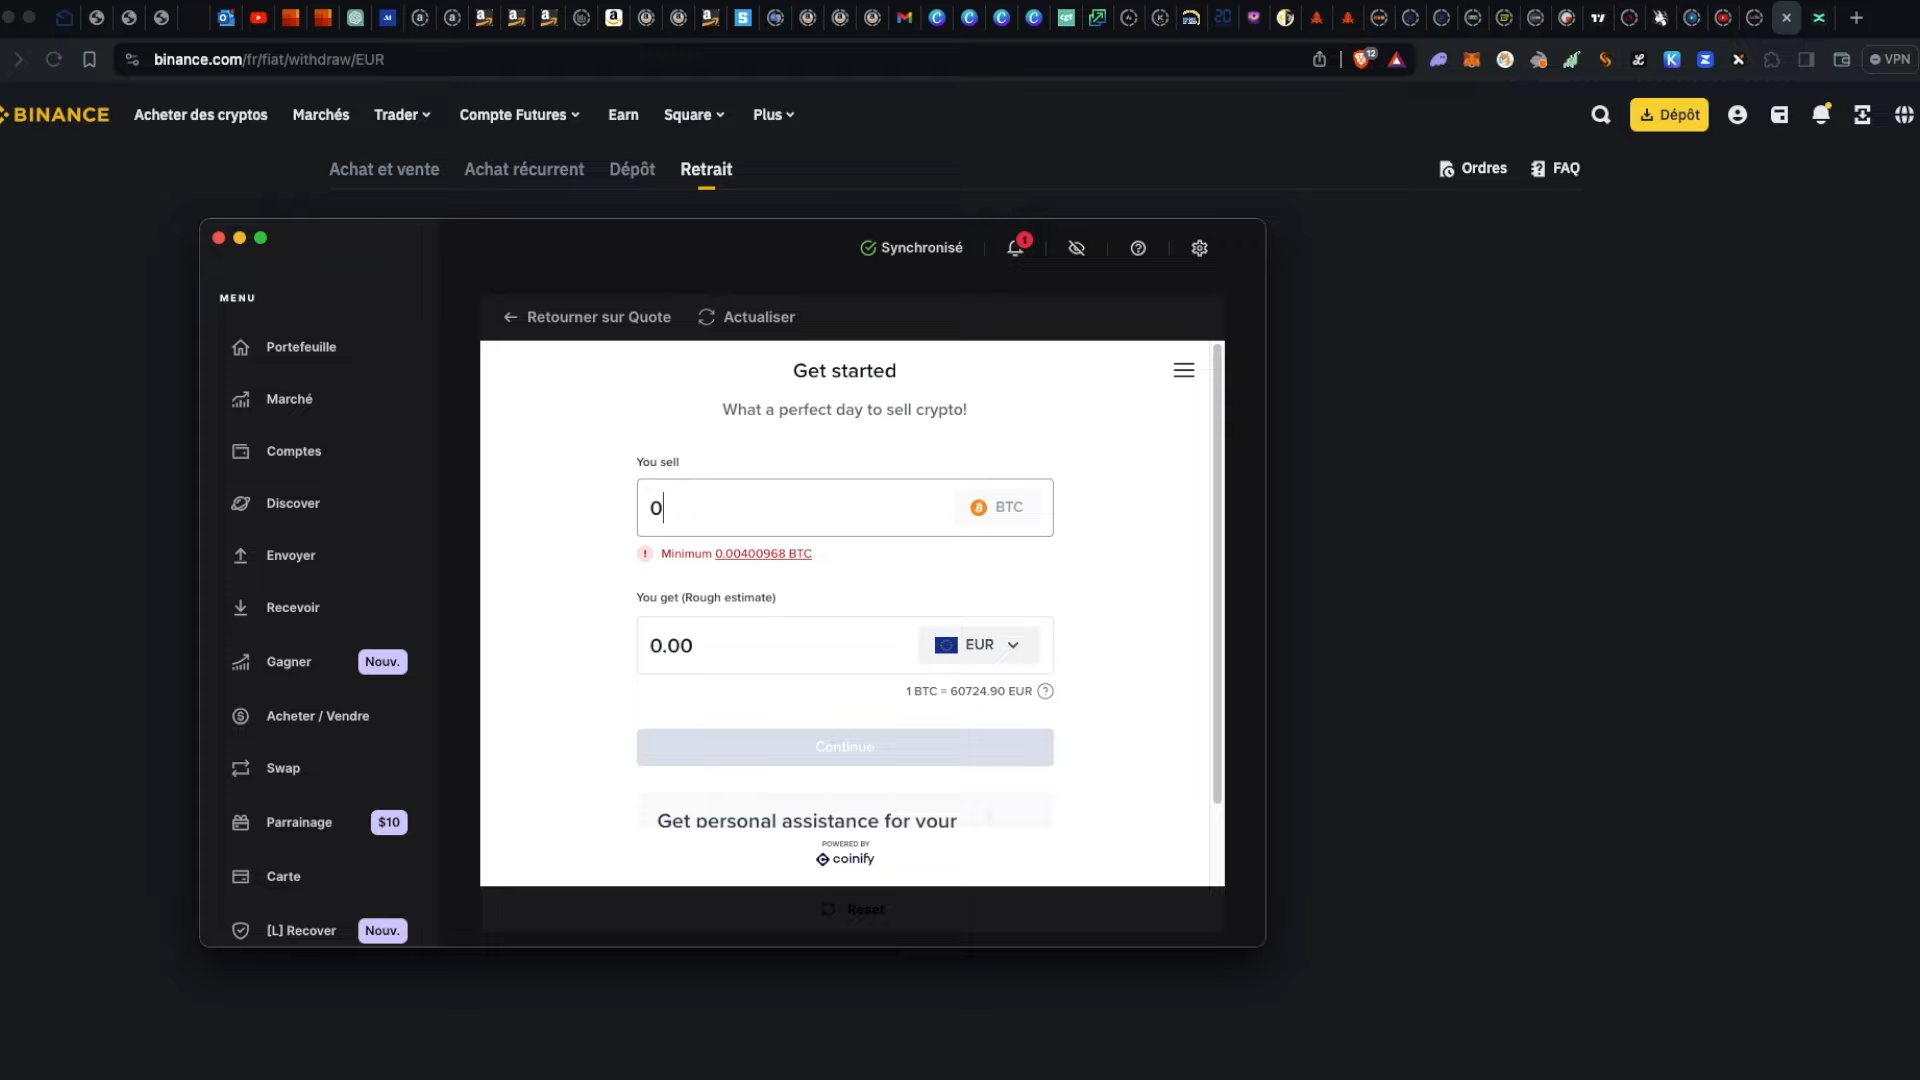 binance.com/fr/fiat/withdraw/EUR
12
VPN
BINANCE
Acheter des cryptos
Marchés
Trader
Compte Futures
Earn
Square
Plus
Dépôt
Achat et vente
Achat récurrent
Dépôt
Retrait
Ordres
FAQ
Synchronisé
1
MENU
Retourner sur Quote
Actualiser
Portefeuille
Marché
Comptes
Discover
Envoyer
Recevoir
Gagner
Nouv.
Acheter / Vendre
Swap
Parrainage
$10
Carte
[L] Recover
Nouv.
Get started
What a perfect day to sell crypto!
You sell
0
BTC
Minimum 0.00400968 BTC
You get (Rough estimate)
0.00
EUR
1 BTC = 60724.90 EUR
Continue
Get personal assistance for your
POWERED BY
coinify
Reset